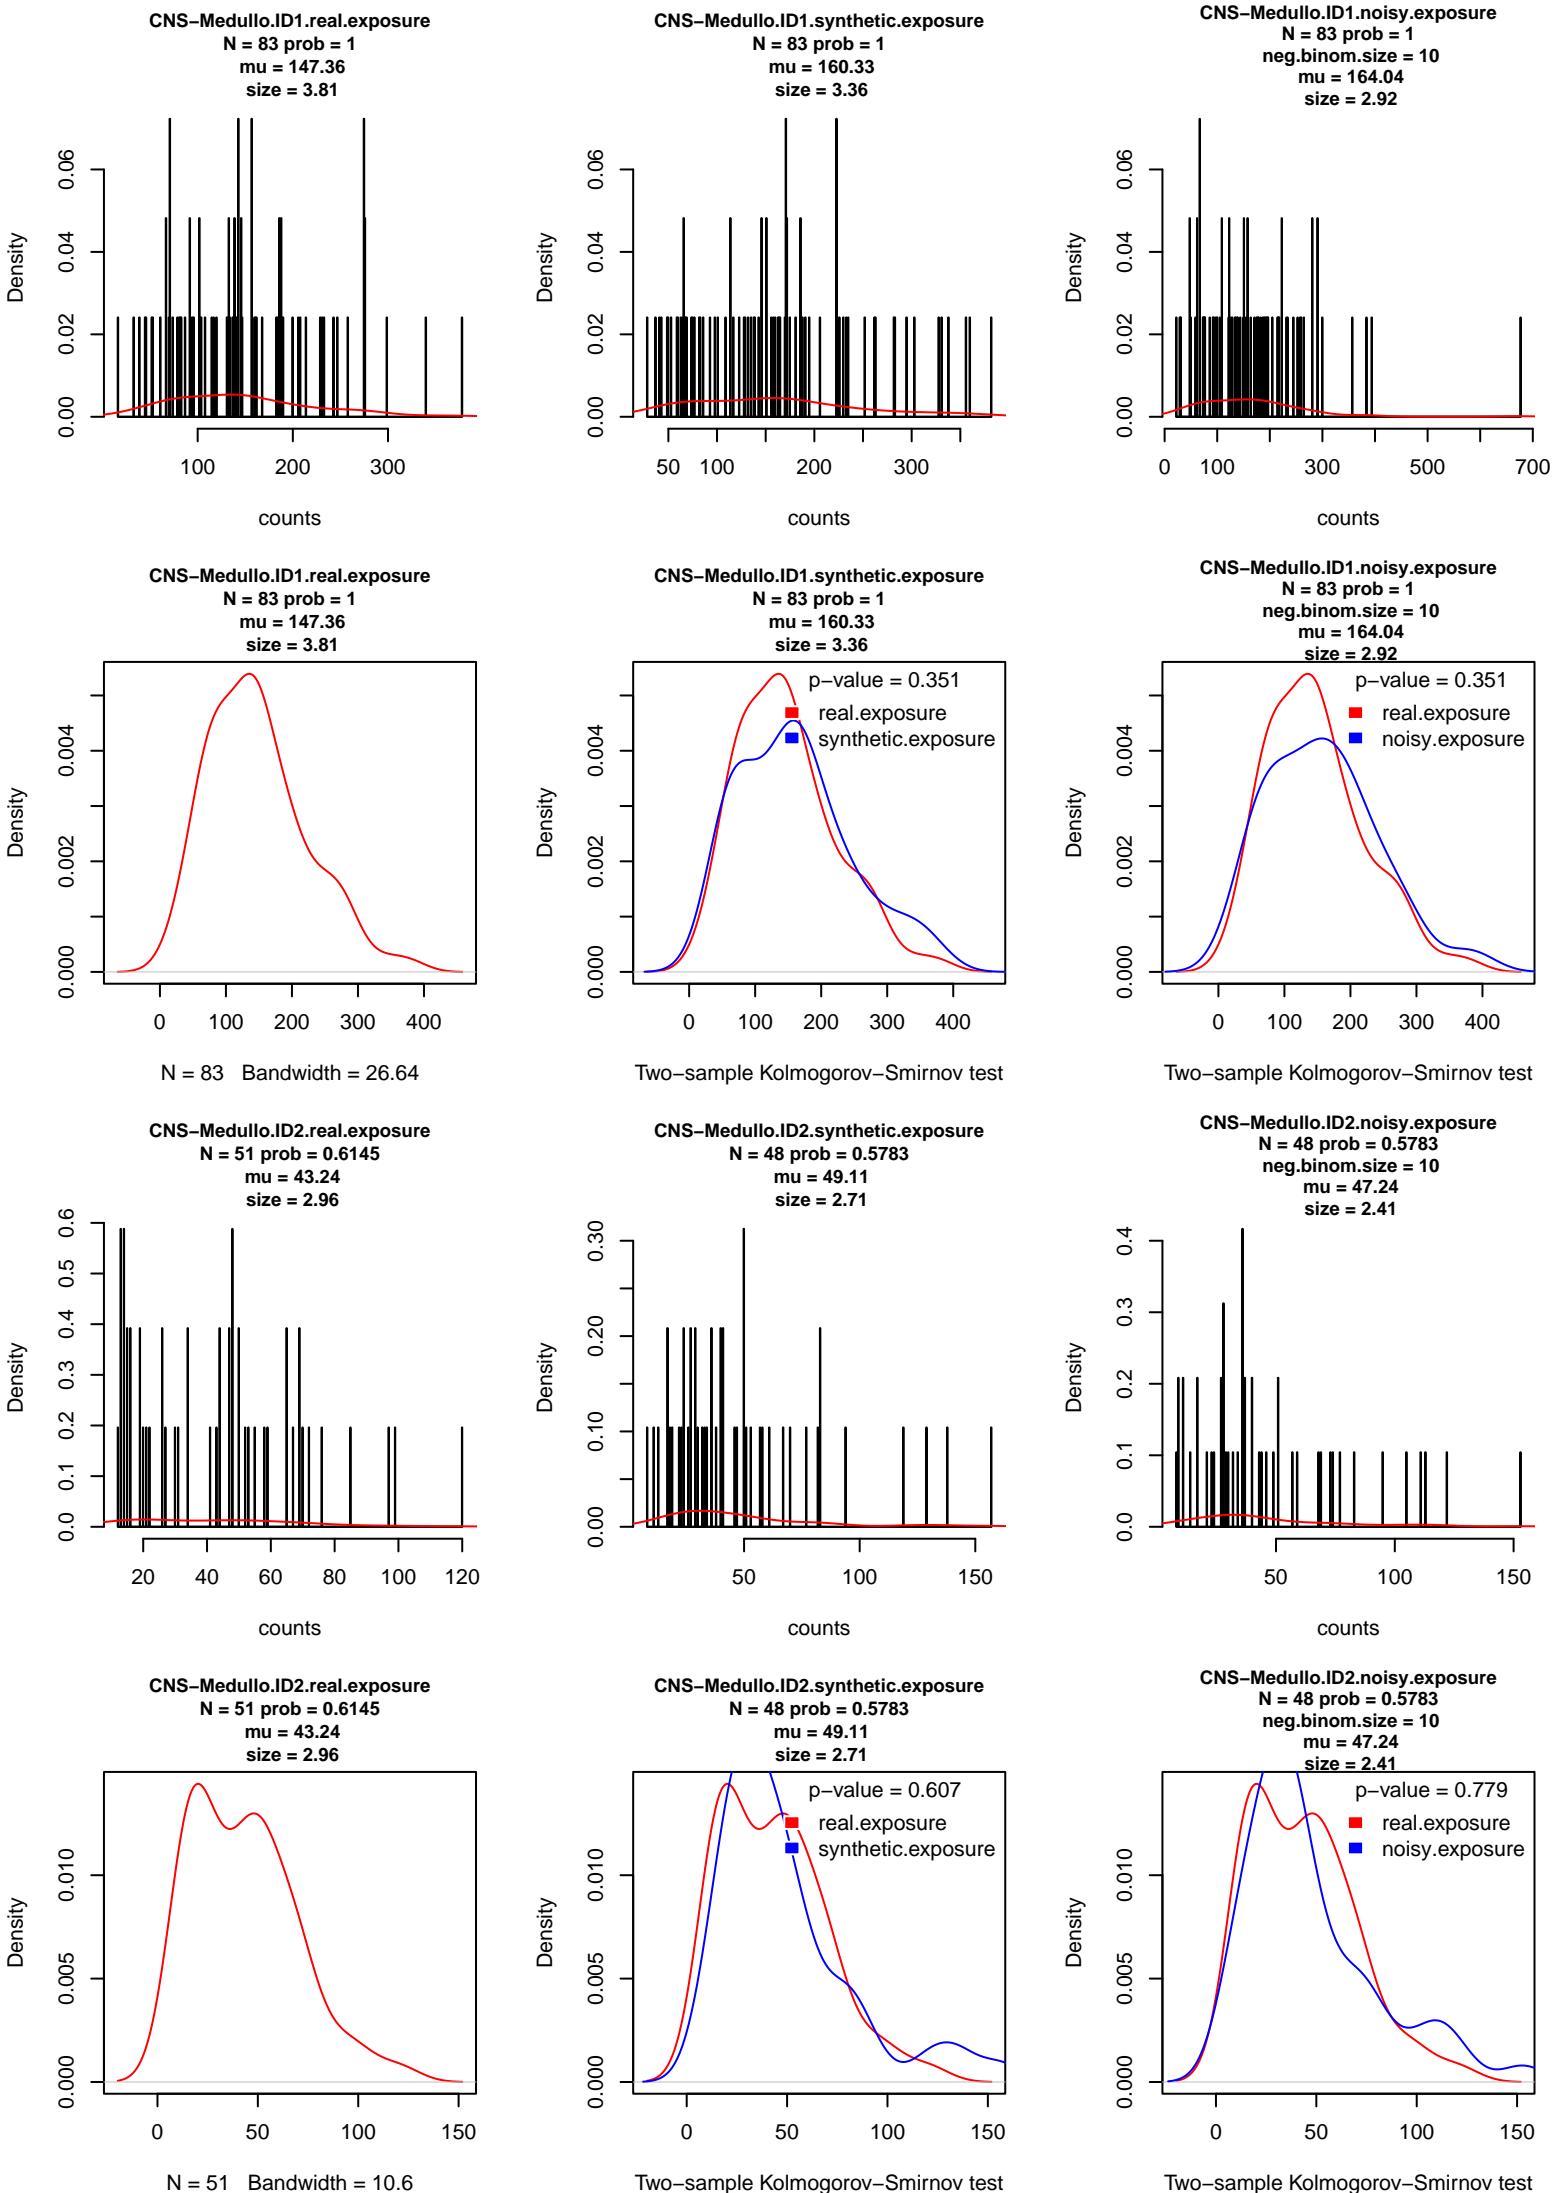 CNS−Medullo.ID1.real.exposure
N = 83 prob = 1
mu = 147.36
size = 3.81
Density
0.00 0.02 0.04 0.06
100 200 300
counts
CNS−Medullo.ID1.synthetic.exposure
N = 83 prob = 1
mu = 160.33
size = 3.36
Density
0.00 0.02 0.04 0.06
50 100 200 300
counts
CNS−Medullo.ID1.noisy.exposure
N = 83 prob = 1
neg.binom.size = 10
mu = 164.04
size = 2.92
Density
0.00 0.02 0.04 0.06
0 100 300 500 700
counts
CNS−Medullo.ID1.real.exposure
N = 83 prob = 1
mu = 147.36
size = 3.81
Density
0.000 0.002 0.004
0 100 200 300 400
N = 83 Bandwidth = 26.64
CNS−Medullo.ID1.synthetic.exposure
N = 83 prob = 1
mu = 160.33
size = 3.36
p−value = 0.351
real.exposure
synthetic.exposure
Density
0.000 0.002 0.004
0 100 200 300 400
Two−sample Kolmogorov−Smirnov test
CNS−Medullo.ID1.noisy.exposure
N = 83 prob = 1
neg.binom.size = 10
mu = 164.04
size = 2.92
p−value = 0.351
real.exposure
noisy.exposure
Density
0.000 0.002 0.004
0 100 200 300 400
Two−sample Kolmogorov−Smirnov test
CNS−Medullo.ID2.real.exposure
N = 51 prob = 0.6145
mu = 43.24
size = 2.96
Density
0.0 0.1 0.2 0.3 0.4 0.5 0.6
20 40 60 80 100 120
counts
CNS−Medullo.ID2.synthetic.exposure
N = 48 prob = 0.5783
mu = 49.11
size = 2.71
Density
0.00 0.10 0.20 0.30
50 100 150
counts
CNS−Medullo.ID2.noisy.exposure
N = 48 prob = 0.5783
neg.binom.size = 10
mu = 47.24
size = 2.41
Density
0.0 0.1 0.2 0.3 0.4
50 100 150
counts
CNS−Medullo.ID2.real.exposure
N = 51 prob = 0.6145
mu = 43.24
size = 2.96
Density
0.000 0.005 0.010
0 50 100 150
N = 51 Bandwidth = 10.6
CNS−Medullo.ID2.synthetic.exposure
N = 48 prob = 0.5783
mu = 49.11
size = 2.71
p−value = 0.607
real.exposure
synthetic.exposure
Density
0.000 0.005 0.010
0 50 100 150
Two−sample Kolmogorov−Smirnov test
CNS−Medullo.ID2.noisy.exposure
N = 48 prob = 0.5783
neg.binom.size = 10
mu = 47.24
size = 2.41
p−value = 0.779
real.exposure
noisy.exposure
Density
0.000 0.005 0.010
0 50 100 150
Two−sample Kolmogorov−Smirnov test